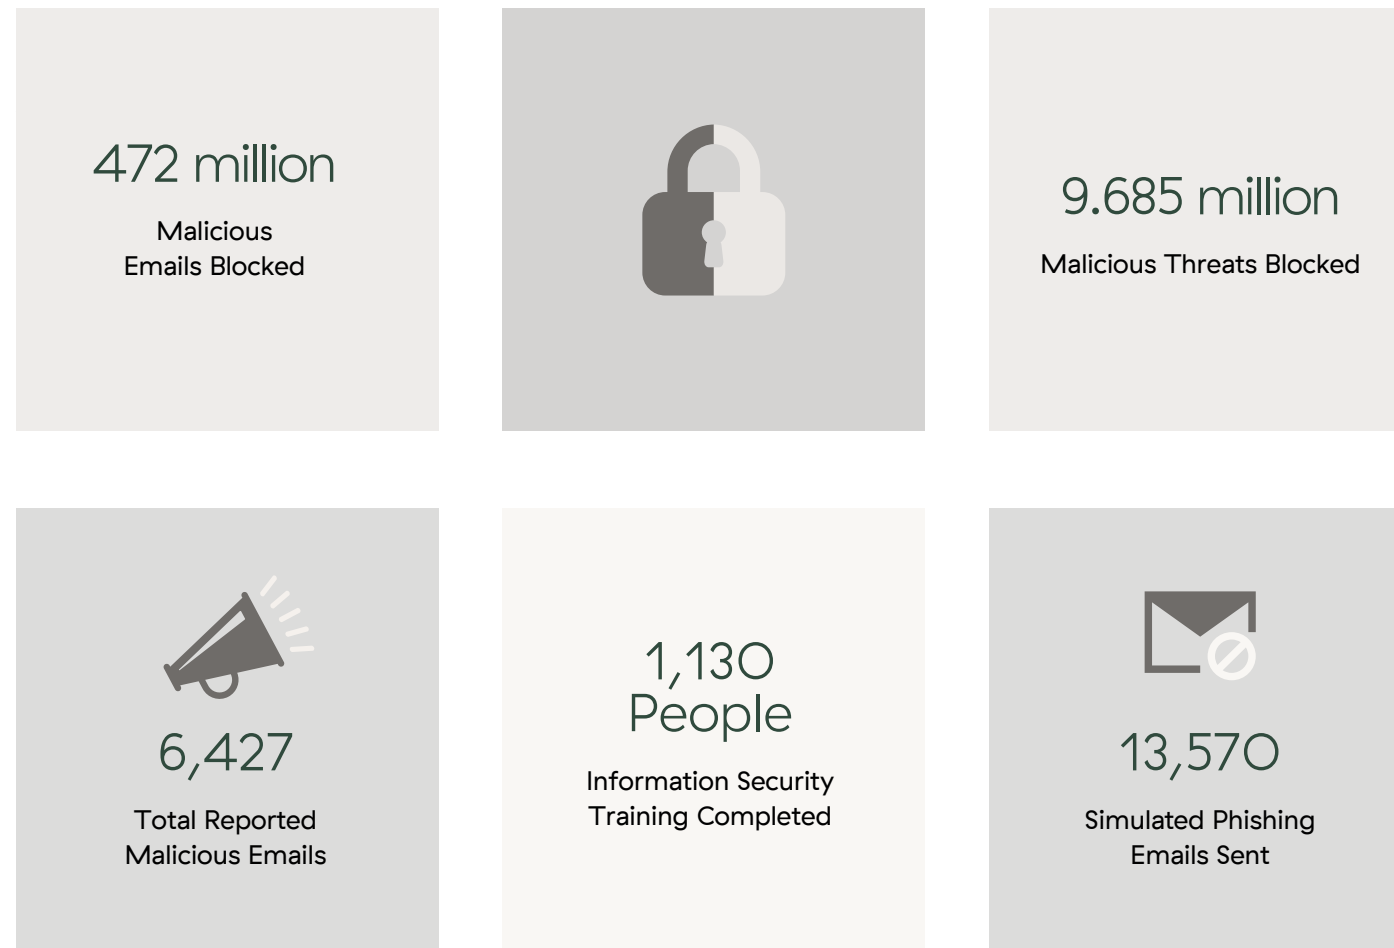 472 million
Malicious
Emails Blocked
9.685 million
Malicious Threats Blocked
6,427
Total Reported
Malicious Emails
1,130
People
Information Security
Training Completed
13,570
Simulated Phishing
Emails Sent